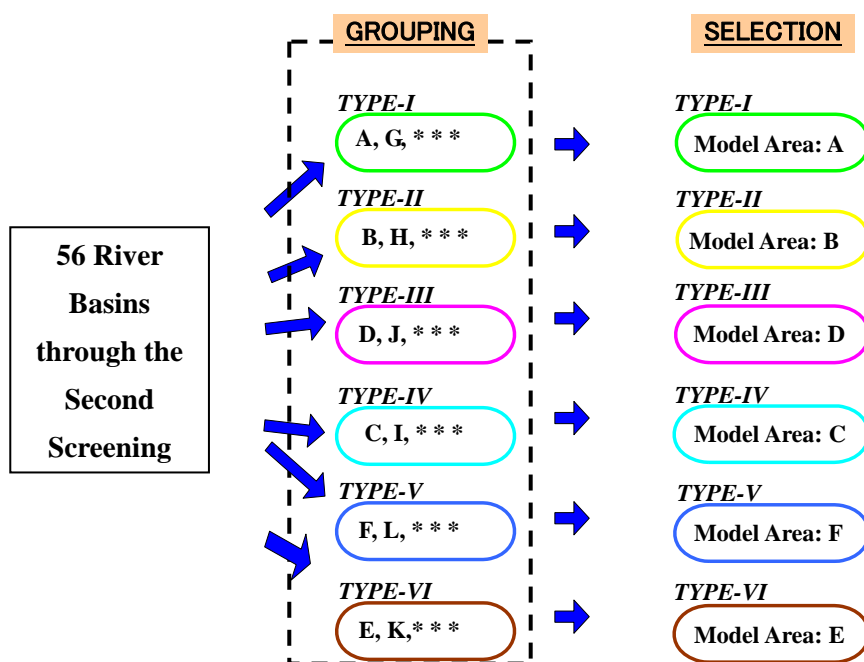 GROUPING
SELECTION
56 River
Basins
through the
Second
Screening
TYPE-I
A, G, * * *
TYPE-II
B, H, * * *
TYPE-III
D, J, * * *
TYPE-IV
C, I, * * *
TYPE-V
F, L, * * *
TYPE-VI
E, K,* * *
TYPE-I
Model Area: A
TYPE-II
Model Area: B
TYPE-III
Model Area: D
TYPE-IV
Model Area: C
TYPE-V
Model Area: F
TYPE-VI
Model Area: E